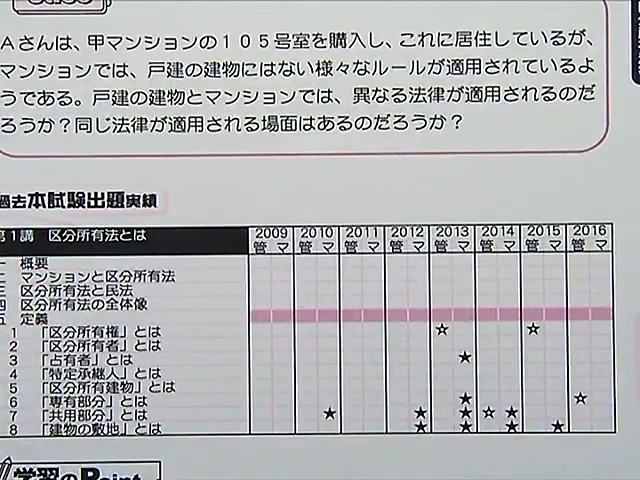 Aさんは、甲マンションの105号室を購入し、これに居住しているが、
マンションでは、戸建の建物にはない様々なルールが適用されているよ
うである。戸建の建物とマンションでは、異なる法律が適用されるのだ
ろうか?同じ法律が適用される場面はあるのだろうか?
過去本試験出題実績
第1講 区分所有法とは 2009 2010 2011 2012 2013 2014 2015 2016
管 マ 管 マ 管 マ 管 マ 管 マ 管 マ 管 マ 管 マ
一 概要
二 マンションと区分所有法
三 区分所有法と民法
四 区分所有法の全体像
五 定義
1 「区分所有権」とは ☆ ☆
2 「区分所有者」とは
3 「占有者」とは ★
4 「特定承継人」とは
5 「区分所有建物」とは
6 「専有部分」とは ★ ☆
7 「共用部分」とは ★ ★ ★ ☆ ★
8 「建物の敷地」とは ★ ★ ★ ★
学習のPoint